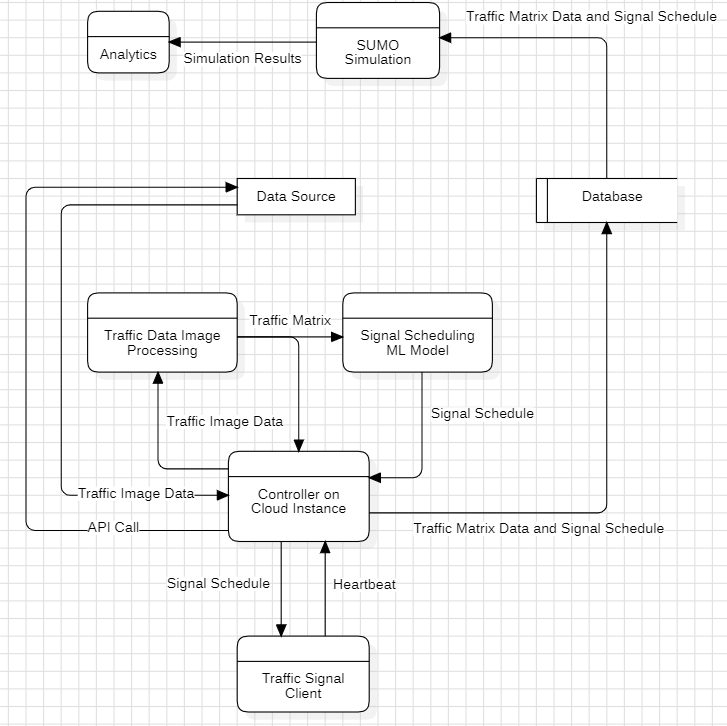 Traffic Matrix Data and Signal Schedule
Analytics
Simulation Results
SUMO
Simulation
Data Source
Database
Traffic Data Image
Processing
Traffic Matrix
Signal Scheduling
ML Model
Traffic Image Data
Signal Schedule
Traffic Image Data
API Call
Controller on
Cloud Instance
Traffic Matrix Data and Signal Schedule
Signal Schedule
Heartbeat
Traffic Signal
Client